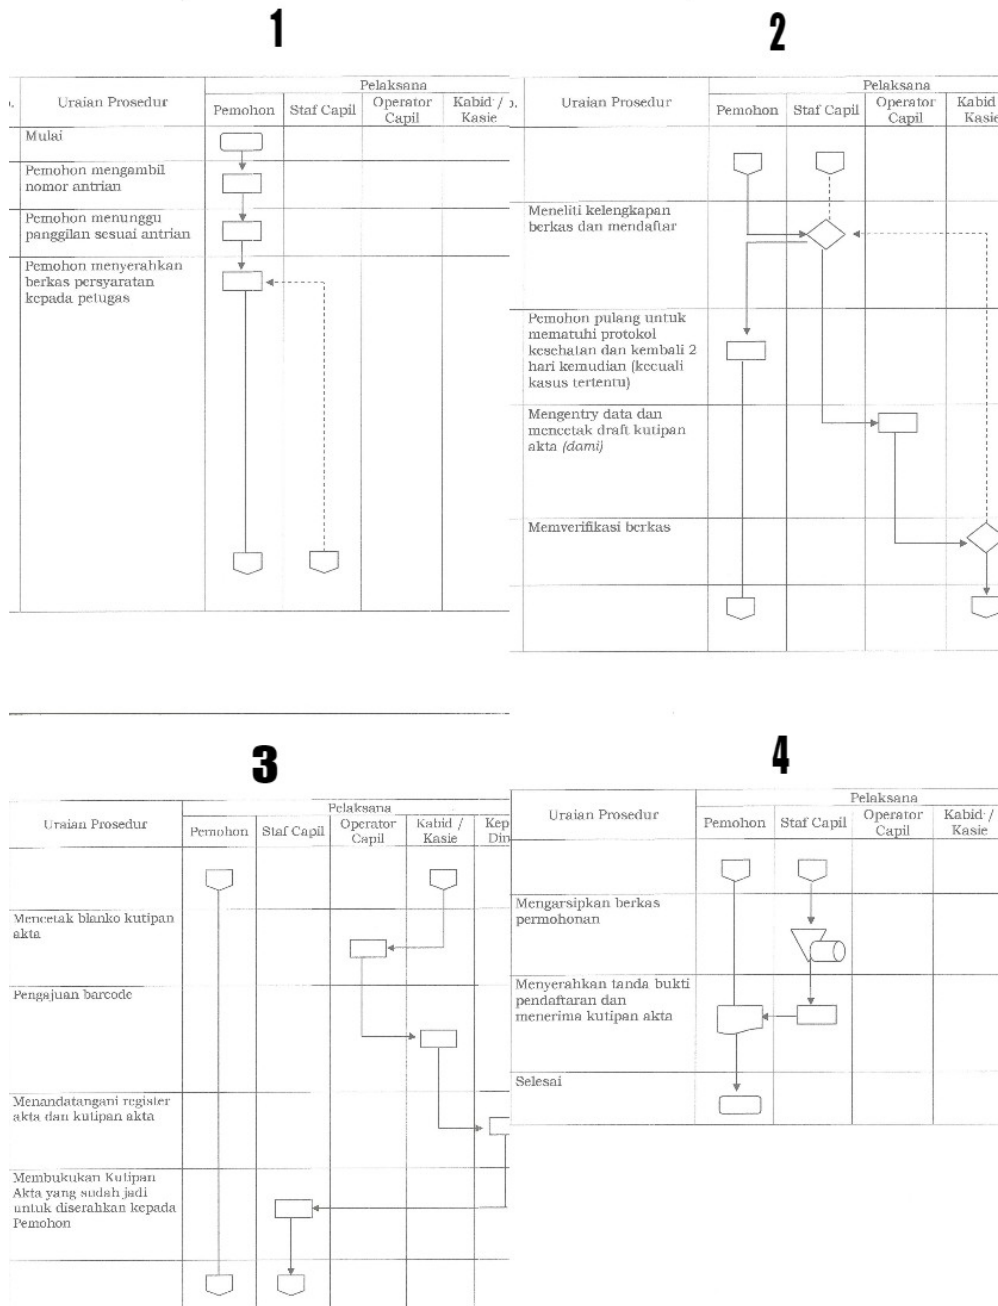 1
Pelaksana
Uraian Prosedur
Pemohon
Staf Capil
Operator
Capil
Kabid /
Kasie
Mulai
Pemohon mengambil
nomor antrian
Pemohon menunggu
panggilan sesuai antrian
Pemohon menyerahkan
berkas persyaratan
kepada petugas
2
Pelaksana
Uraian Prosedur
Pemohon
Staf Capil
Operator
Capil
Kabid
Kasie
Meneliti kelengkapan
berkas dan mendaftar
Pemohon pulang untuk
mematuhi protokol
kesehatan dan kembali 2
hari kemudian (kecuali
kasus tertentu)
Mengentry data dan
mencetak draft kutipan
akta (dami)
Memverifikasi berkas
3
Pelaksana
Uraian Prosedur
Pemohon
Staf Capil
Operator
Capil
Kabid /
Kasie
Kep
Din
Mencetak blanko kutipan
akta
Pengajuan barcode
Menandatangani register
akta dan kutipan akta
Membukukan Kutipan
Akta yang sudah jadi
untuk diserahkan kepada
Pemohon
4
Pelaksana
Uraian Prosedur
Pemohon
Staf Capil
Operator
Capil
Kabid /
Kasie
Mengarsipkan berkas
permohonan
Menyerahkan tanda bukti
pendaftaran dan
menerima kutipan akta
Selesai